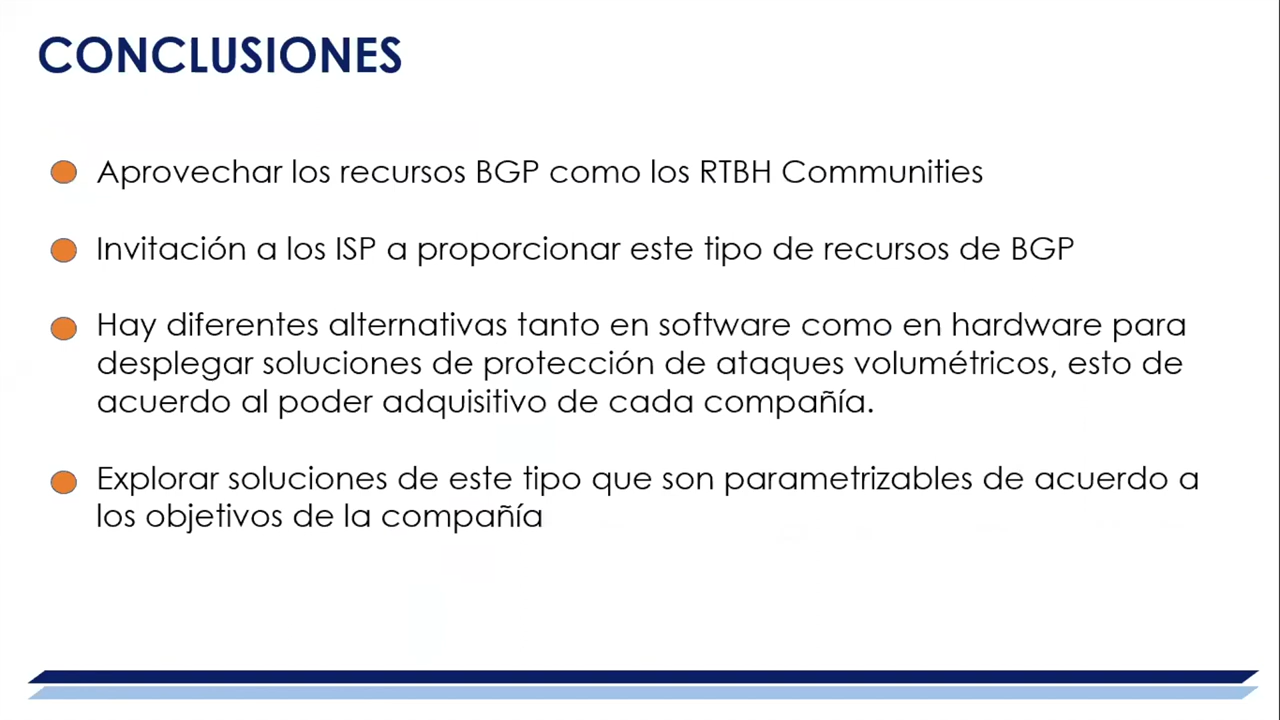 CONCLUSIONES
Aprovechar los recursos BGP como los RTBH Communities
Invitación a los ISP a proporcionar este tipo de recursos de BGP
Hay diferentes alternativas tanto en software como en hardware para
desplegar soluciones de protección de ataques volumétricos, esto de
acuerdo al poder adquisitivo de cada compañía.
Explorar soluciones de este tipo que son parametrizables de acuerdo a
los objetivos de la compañía